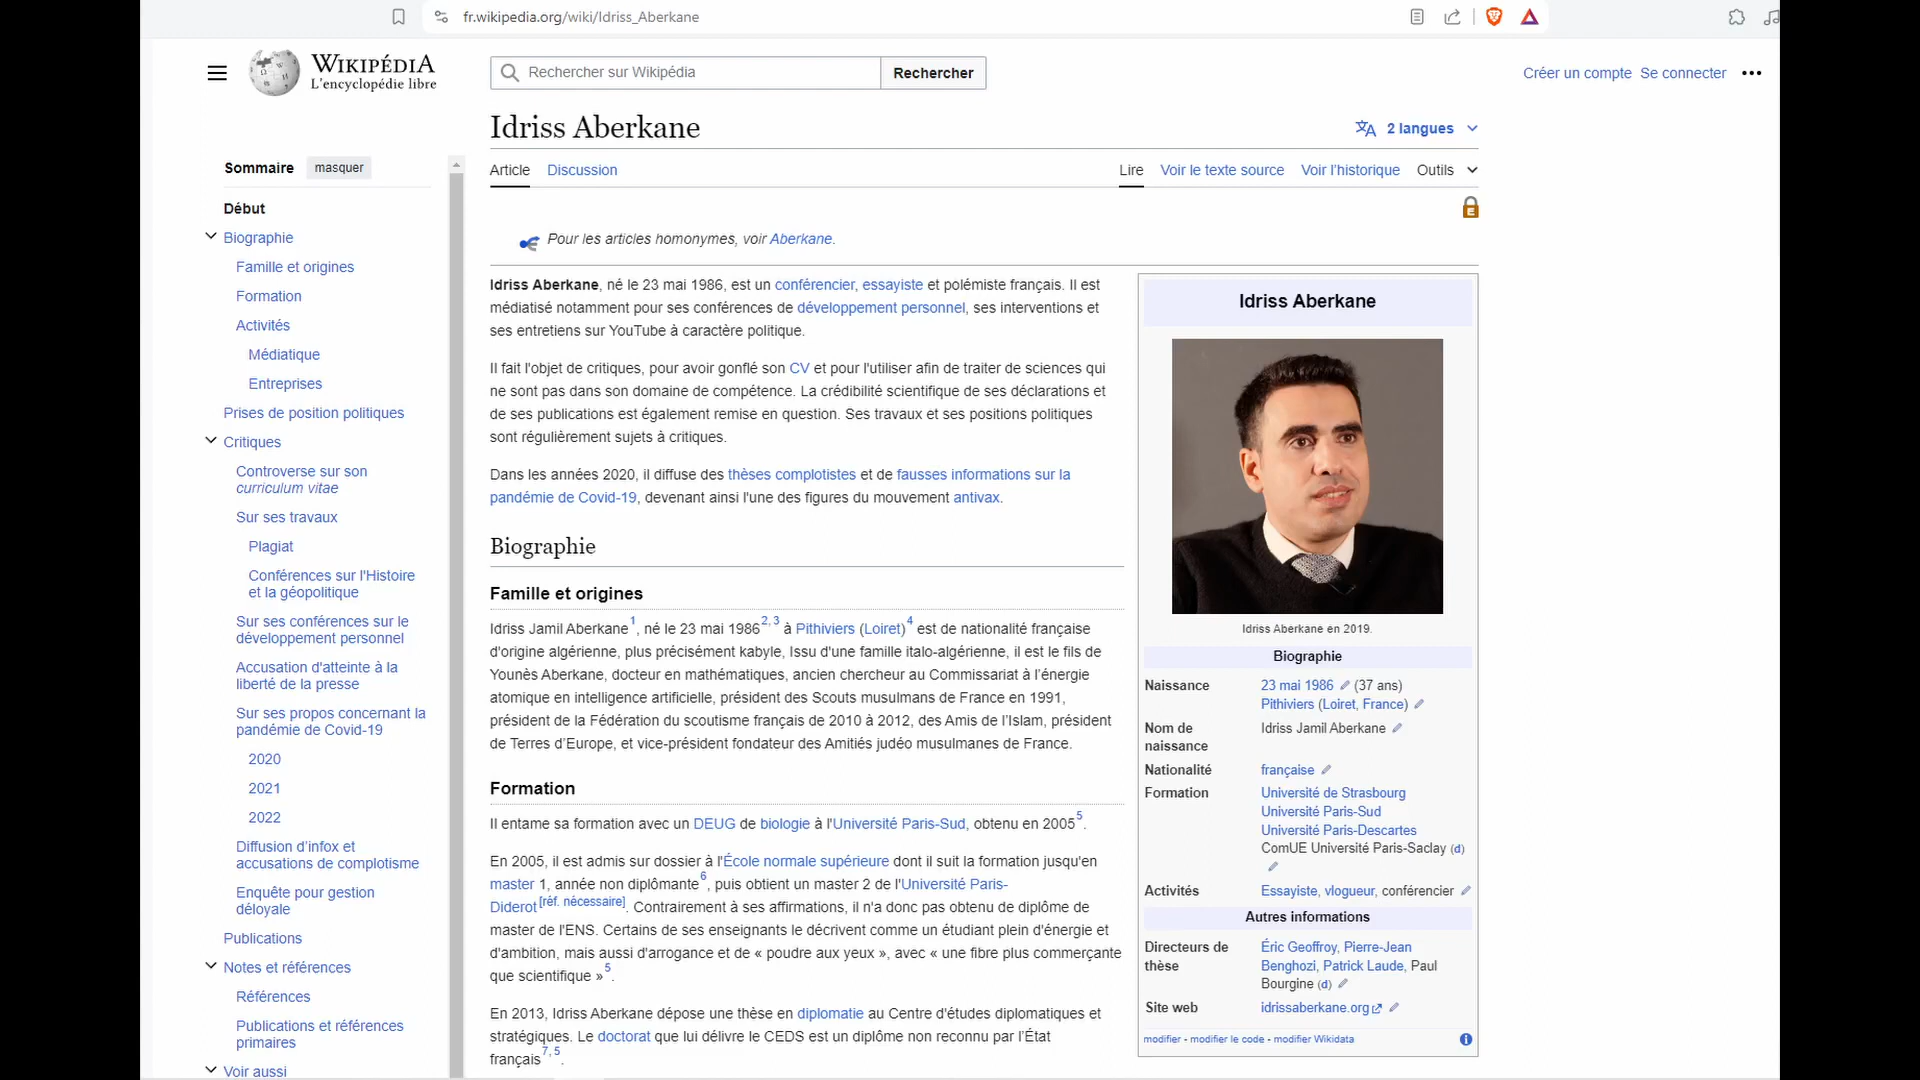 fr.wikipedia.org/wiki/Idriss_Aberkane
WIKIPÉDIA
L'encyclopédie libre
Rechercher sur Wikipédia
Rechercher
Créer un compte
Se connecter
Sommaire
masquer
Début
Biographie
Famille et origines
Formation
Activités
Médiatique
Entreprises
Prises de position politiques
Critiques
Controverse sur son
curriculum vitae
Sur ses travaux
Plagiat
Conférences sur l'Histoire
et la géopolitique
Sur ses conférences sur le
développement personnel
Accusation d'atteinte à la
liberté de la presse
Sur ses propos concernant la
pandémie de Covid-19
2020
2021
2022
Diffusion d'infox et
accusations de complotisme
Enquête pour gestion
déloyale
Publications
Notes et références
Références
Publications et références
primaires
Voir aussi
Idriss Aberkane
2 langues
Article
Discussion
Lire
Voir le texte source
Voir l'historique
Outils
Pour les articles homonymes, voir Aberkane.
Idriss Aberkane, né le 23 mai 1986, est un conférencier, essayiste et polémiste français. Il est
médiatisé notamment pour ses conférences de développement personnel, ses interventions et
ses entretiens sur YouTube à caractère politique.
Il fait l'objet de critiques, pour avoir gonflé son CV et pour l'utiliser afin de traiter de sciences qui
ne sont pas dans son domaine de compétence. La crédibilité scientifique de ses déclarations et
de ses publications est également remise en question. Ses travaux et ses positions politiques
sont régulièrement sujets à critiques.
Dans les années 2020, il diffuse des thèses complotistes et de fausses informations sur la
pandémie de Covid-19, devenant ainsi l'une des figures du mouvement antivax.
Biographie
Famille et origines
Idriss Jamil Aberkane1, né le 23 mai 19862, 3 à Pithiviers (Loiret)4 est de nationalité française
d'origine algérienne, plus précisément kabyle, Issu d'une famille italo-algérienne, il est le fils de
Younès Aberkane, docteur en mathématiques, ancien chercheur au Commissariat à l'énergie
atomique en intelligence artificielle, président des Scouts musulmans de France en 1991,
président de la Fédération du scoutisme français de 2010 à 2012, des Amis de l'Islam, président
de Terres d'Europe, et vice-président fondateur des Amitiés judéo musulmanes de France.
Formation
Il entame sa formation avec un DEUG de biologie à l'Université Paris-Sud, obtenu en 20055.
En 2005, il est admis sur dossier à l'École normale supérieure dont il suit la formation jusqu'en
master 1, année non diplômante6, puis obtient un master 2 de l'Université Paris-
Diderot[réf. nécessaire]. Contrairement à ses affirmations, il n'a donc pas obtenu de diplôme de
master de l'ENS. Certains de ses enseignants le décrivent comme un étudiant plein d'énergie et
d'ambition, mais aussi d'arrogance et de « poudre aux yeux », avec « une fibre plus commerçante
que scientifique »5.
En 2013, Idriss Aberkane dépose une thèse en diplomatie au Centre d'études diplomatiques et
stratégiques. Le doctorat que lui délivre le CEDS est un diplôme non reconnu par l'État
français7, 5.
Idriss Aberkane
Idriss Aberkane en 2019.
Biographie
Naissance
23 mai 1986 (37 ans)
Pithiviers (Loiret, France)
Nom de
naissance
Idriss Jamil Aberkane
Nationalité
française
Formation
Université de Strasbourg
Université Paris-Sud
Université Paris-Descartes
ComUE Université Paris-Saclay (d)
Activités
Essayiste, vlogueur, conférencier
Autres informations
Directeurs de
thèse
Éric Geoffroy, Pierre-Jean
Benghozi, Patrick Laude, Paul
Bourgine (d)
Site web
idrissaberkane.org
modifier - modifier le code - modifier Wikidata